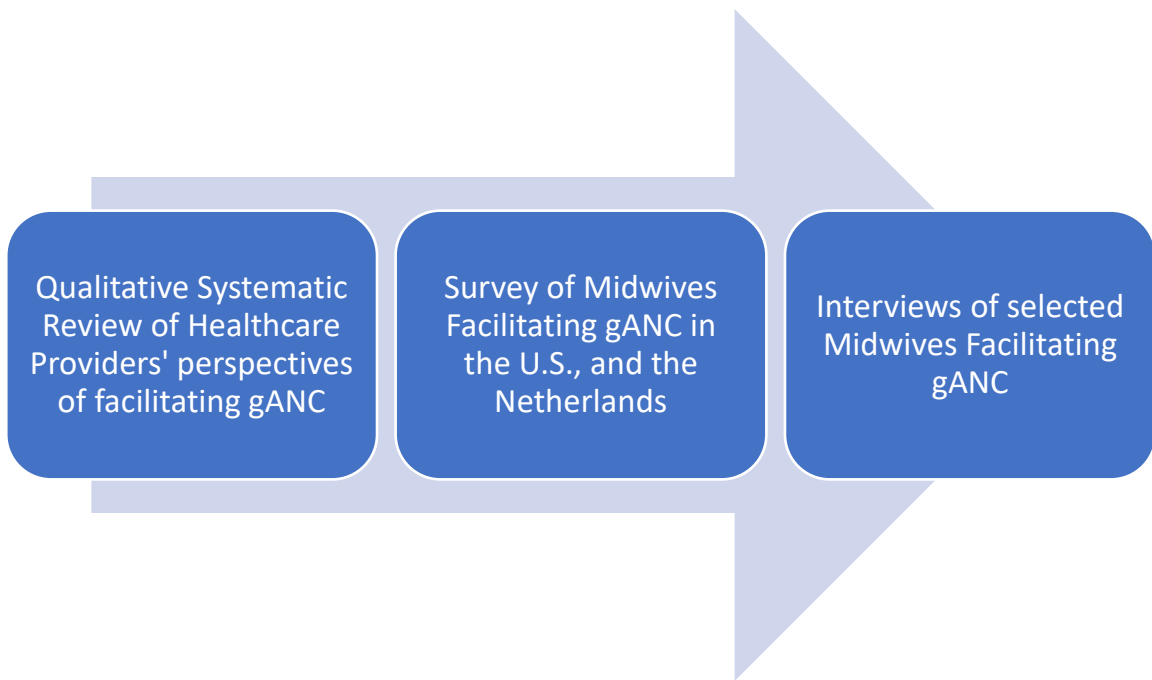 Qualitative Systematic
Review of Healthcare
Providers' perspectives
of facilitating gANC
Survey of Midwives
Facilitating gANC in
the U.S., and the
Netherlands
Interviews of selected
Midwives Facilitating
gANC